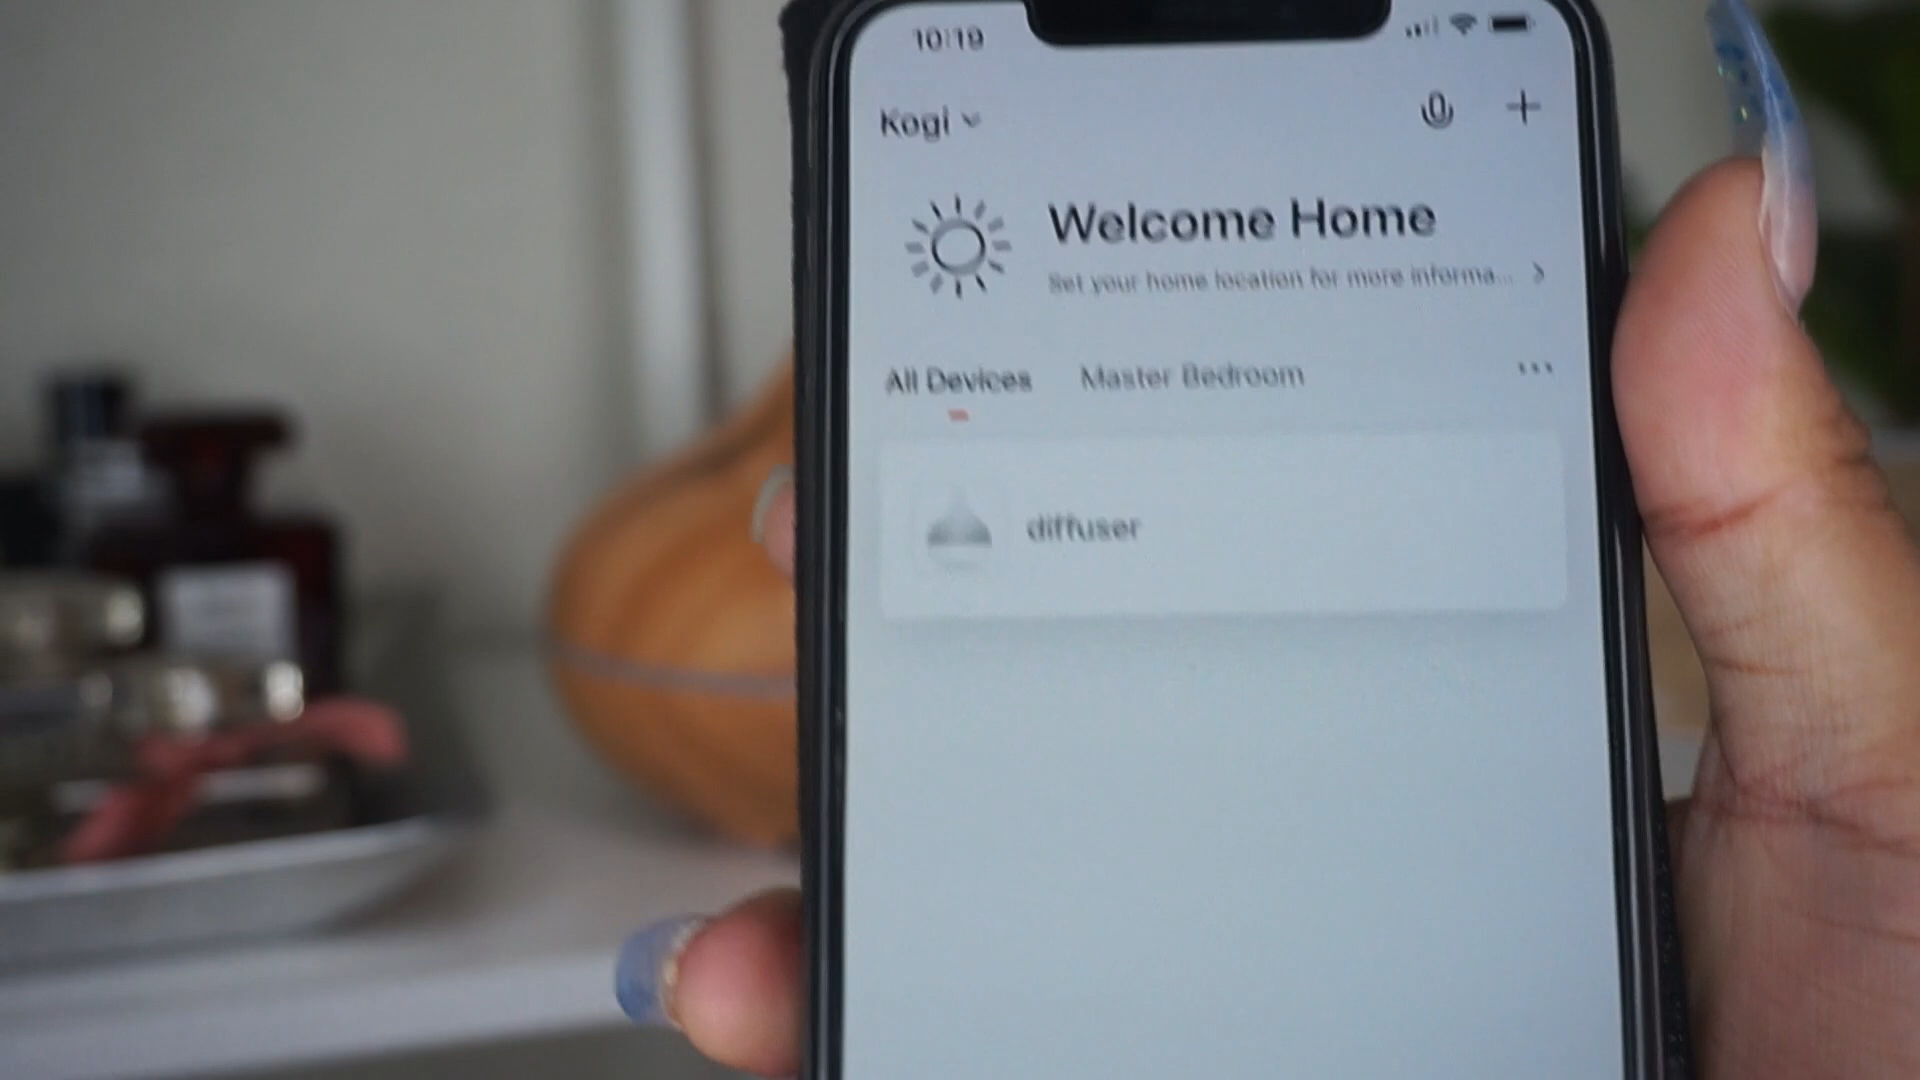 10:19
Kogi
Welcome Home
Set your home location for more informa...
All Devices Master Bedroom
diffuser